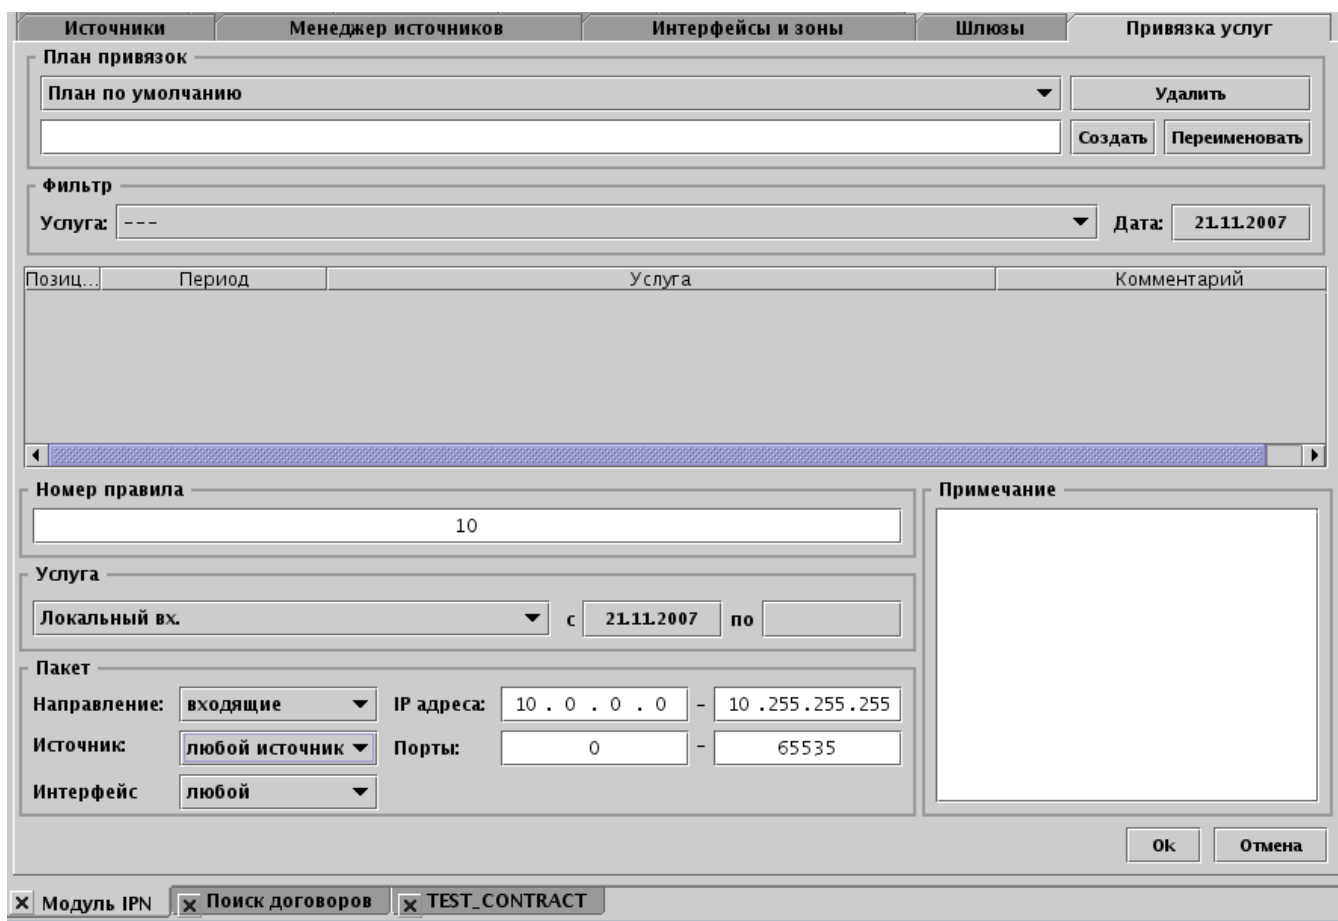 Источники Менеджер источников Интерфейсы и зоны Шлюзы Привязка услуг
План привязок
План по умолчанию Удалить
Создать Переименовать
Фильтр
Услуга: --- Дата: 21.11.2007
Позиц... Период Услуга Комментарий
Номер правила Примечание
10
Услуга
Локальный вх. с 21.11.2007 по
Пакет
Направление: входящие IP адреса: 10 . 0 . 0 . 0 - 10 .255.255.255
Источник: любой источник Порты: 0 - 65535
Интерфейс любой
Ok Отмена
Модуль IPN Поиск договоров TEST_CONTRACT